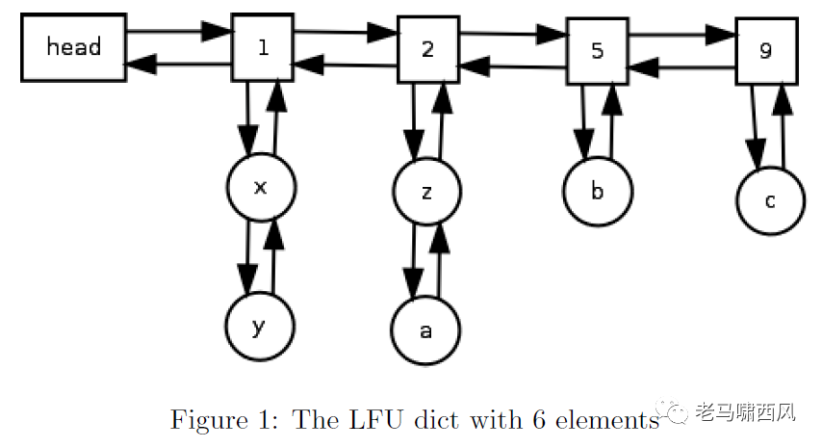 head 1 2 5 9
x z b c
y a
Figure 1: The LFU dict with 6 elements
老马啸西风